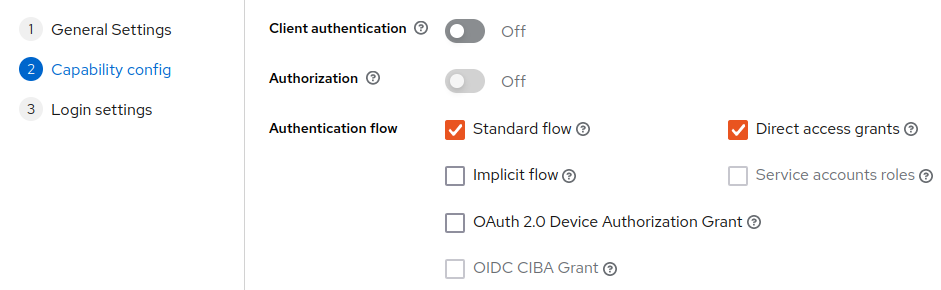 1 General Settings
2 Capability config
3 Login settings
Client authentication ? Off
Authorization ? Off
Authentication flow
Standard flow ? Direct access grants ?
Implicit flow ? Service accounts roles ?
OAuth 2.0 Device Authorization Grant ?
OIDC CIBA Grant ?